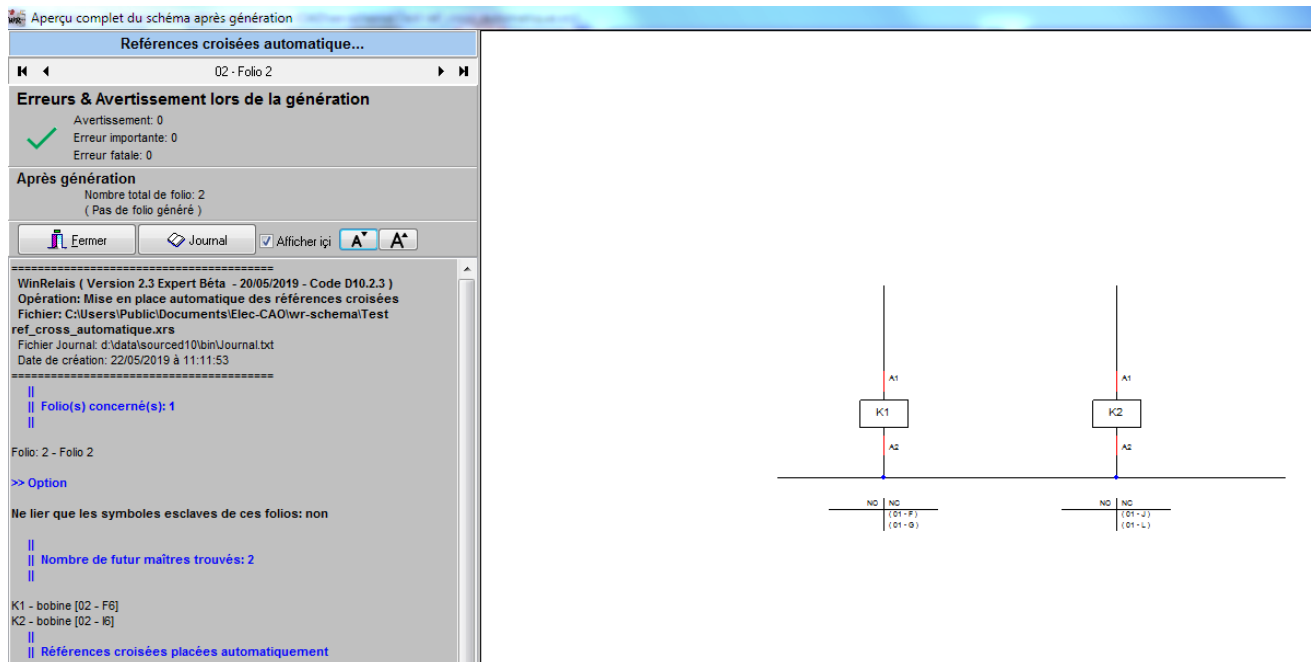 Aperçu complet du schéma après génération
Reférences croisées automatique...
02 - Folio 2
Erreurs & Avertissement lors de la génération
Avertissement: 0
Erreur importante: 0
Erreur fatale: 0
Après génération
Nombre total de folio: 2
( Pas de folio généré )
Fermer
Journal
Afficher içi
A
A
========================================
WinRelais ( Version 2.3 Expert Béta - 20/05/2019 - Code D10.2.3 )
Opération: Mise en place automatique des références croisées
Fichier: C:\Users\Public\Documents\Elec-CAO\wr-schema\Test
ref_cross_automatique.xrs
Fichier Journal: d:\data\sourced10\bin\Journal.txt
Date de création: 22/05/2019 à 11:11:53
========================================
||
|| Folio(s) concerné(s): 1
||
Folio: 2 - Folio 2
>> Option
Ne lier que les symboles esclaves de ces folios: non
||
|| Nombre de futur maîtres trouvés: 2
||
K1 - bobine [02 - F6]
K2 - bobine [02 - I6]
||
|| Références croisées placées automatiquement
A1 A1
K1 K2
A2 A2
NO NC NO NC
(01-F) (01-J)
(01-G) (01-L)